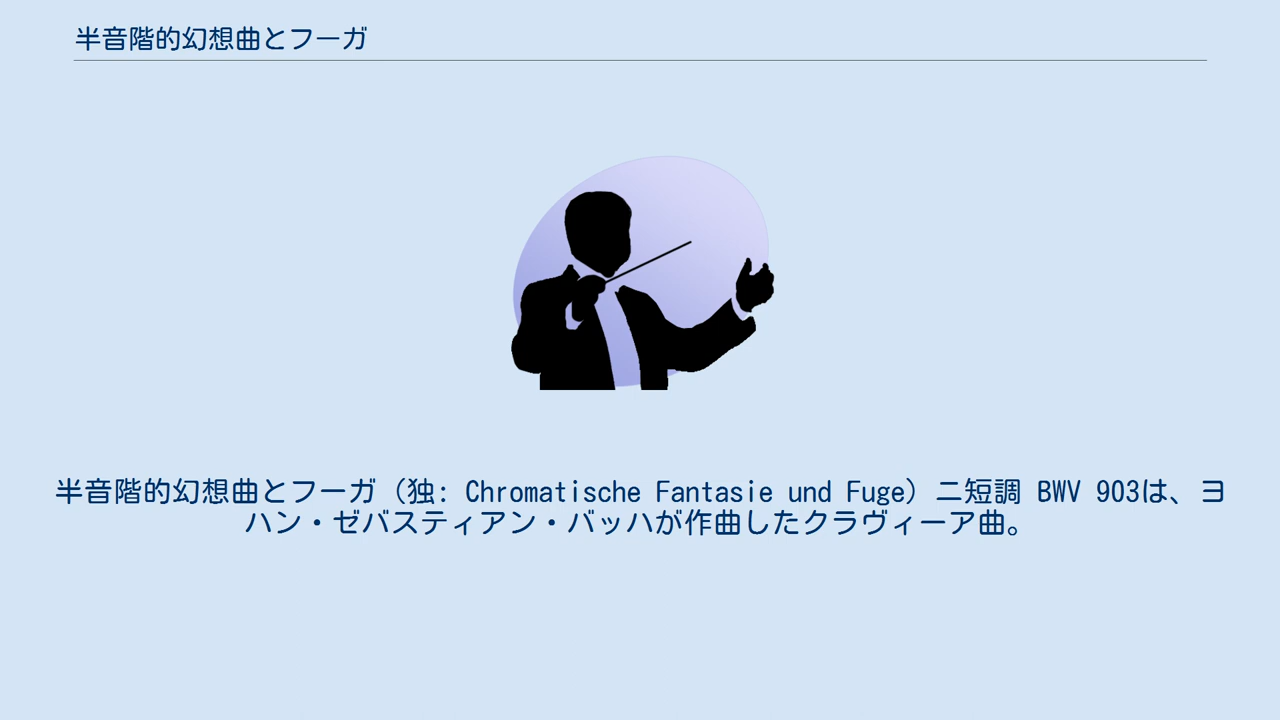 半音階的幻想曲とフーガ
半音階的幻想曲とフーガ（独: Chromatische Fantasie und Fuge）ニ短調 BWV 903は、ヨ
ハン・ゼバスティアン・バッハが作曲したクラヴィーア曲。